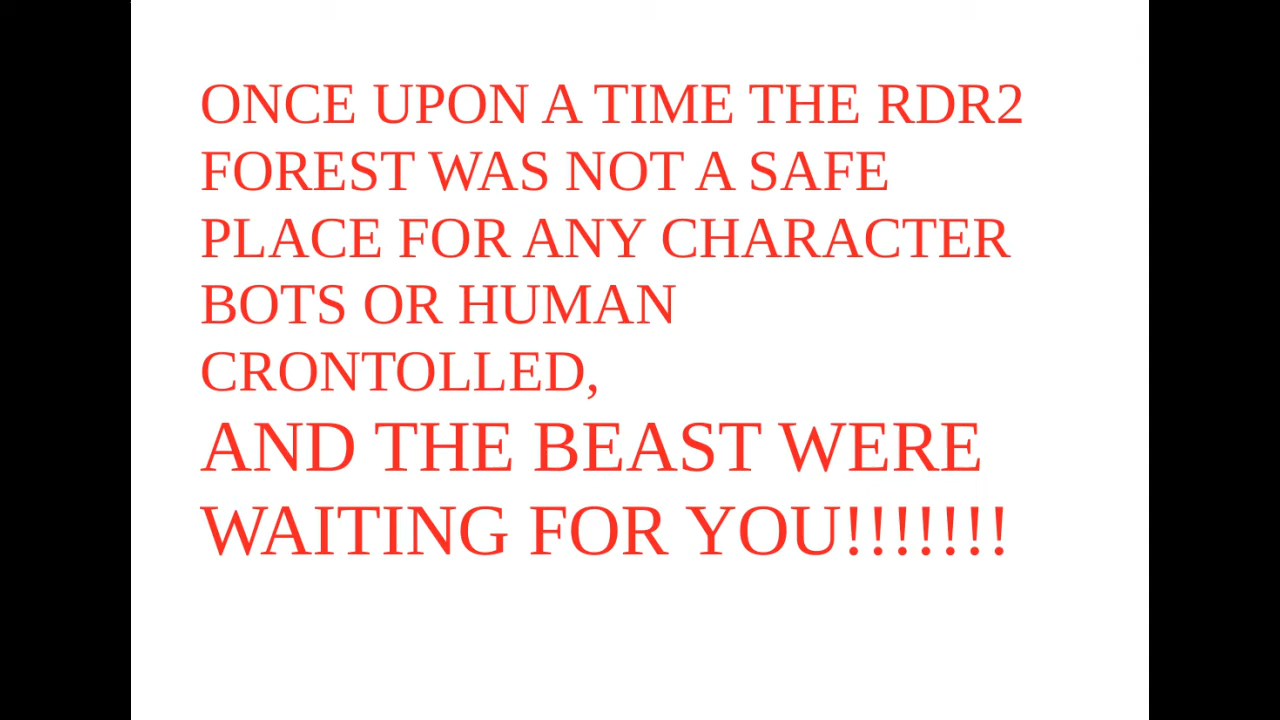 ONCE UPON A TIME THE RDR2
FOREST WAS NOT A SAFE
PLACE FOR ANY CHARACTER
BOTS OR HUMAN
CRONTOLLED,
AND THE BEAST WERE
WAITING FOR YOU!!!!!!!